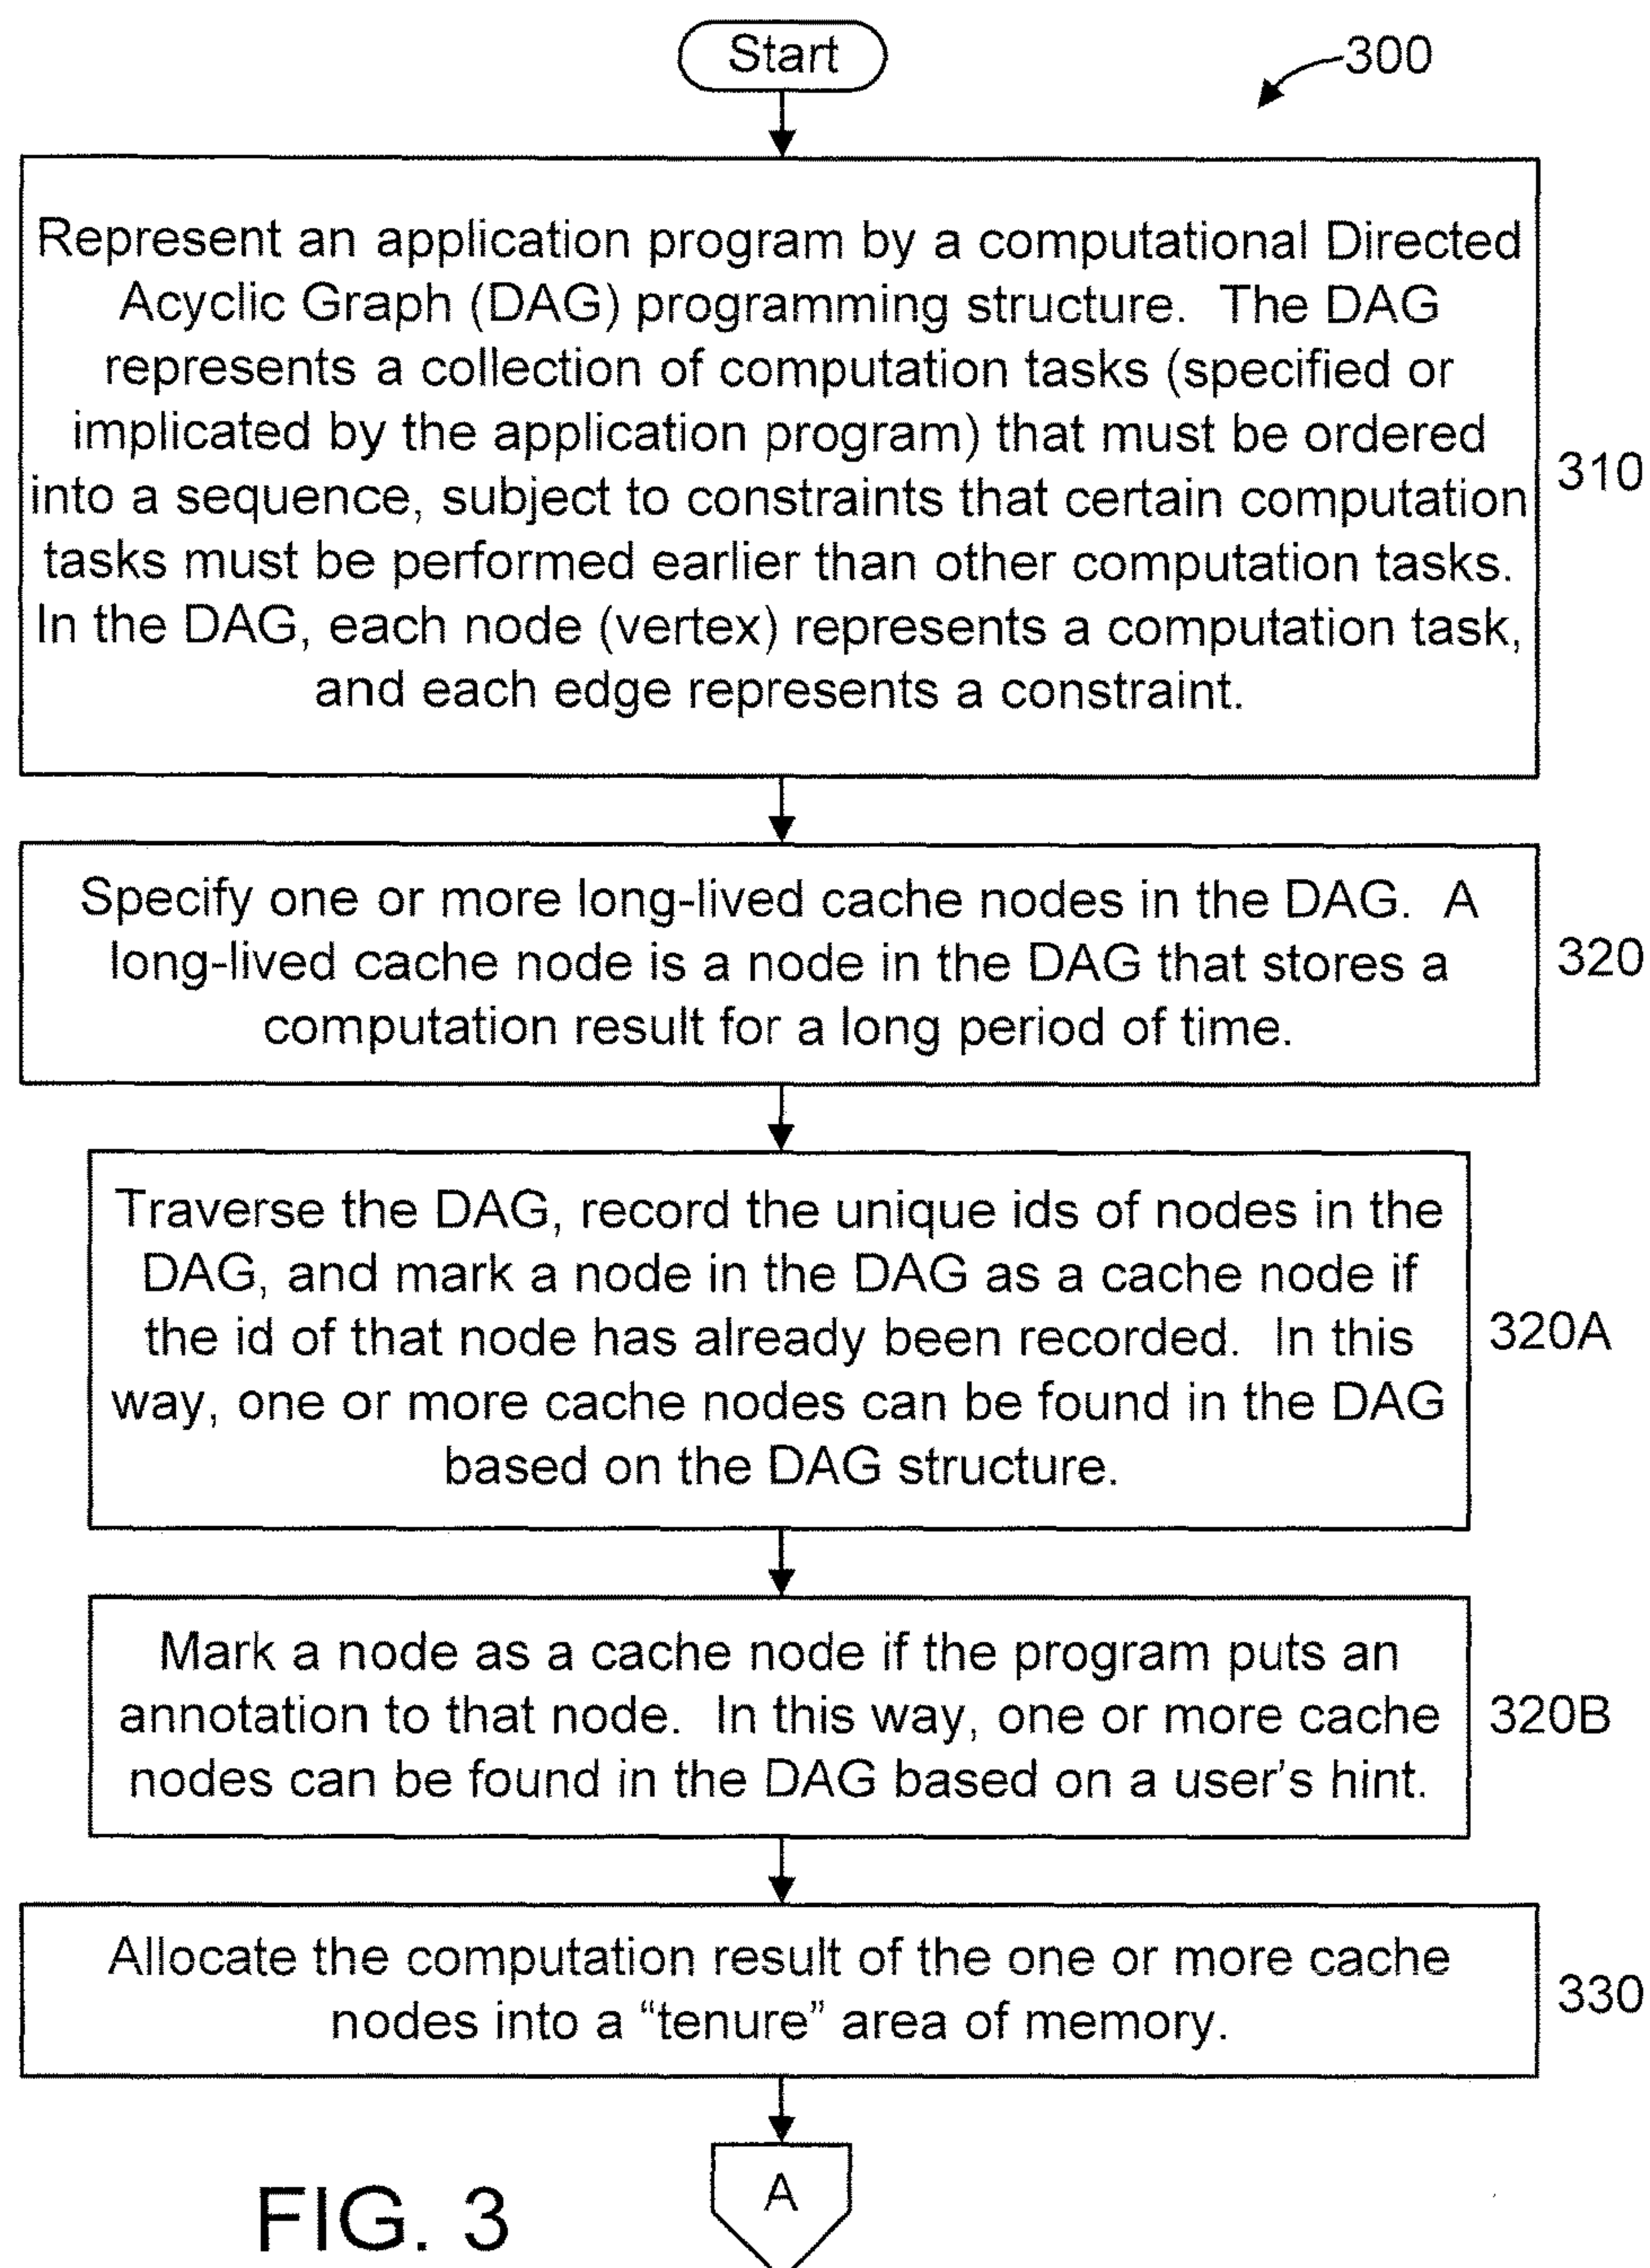 Start
300
Represent an application program by a computational Directed
Acyclic Graph (DAG) programming structure. The DAG
represents a collection of computation tasks (specified or
implicated by the application program) that must be ordered
into a sequence, subject to constraints that certain computation
tasks must be performed earlier than other computation tasks.
In the DAG, each node (vertex) represents a computation task,
and each edge represents a constraint.
310
Specify one or more long-lived cache nodes in the DAG. A
long-lived cache node is a node in the DAG that stores a
computation result for a long period of time.
320
Traverse the DAG, record the unique ids of nodes in the
DAG, and mark a node in the DAG as a cache node if
the id of that node has already been recorded. In this
way, one or more cache nodes can be found in the DAG
based on the DAG structure.
320A
Mark a node as a cache node if the program puts an
annotation to that node. In this way, one or more cache
nodes can be found in the DAG based on a user's hint.
320B
Allocate the computation result of the one or more cache
nodes into a “tenure” area of memory.
330
A
FIG. 3